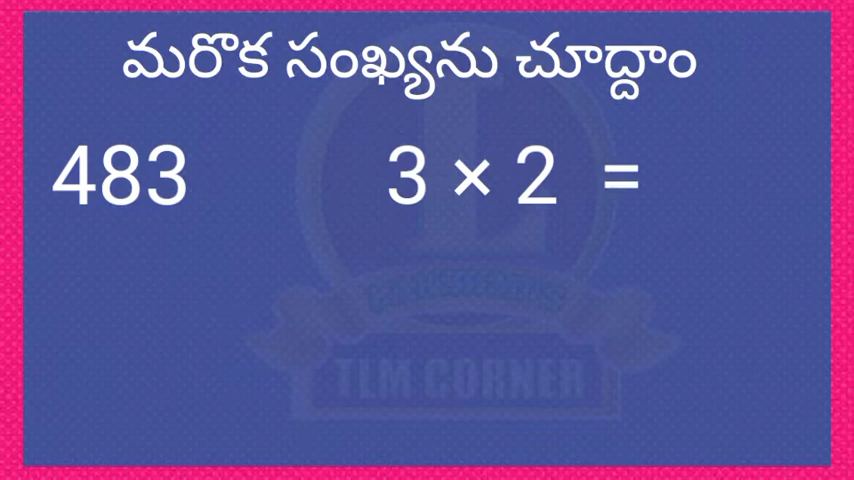 మరొక సంఖ్యను చూద్దాం
483 3 × 2 =
TLM CORNER